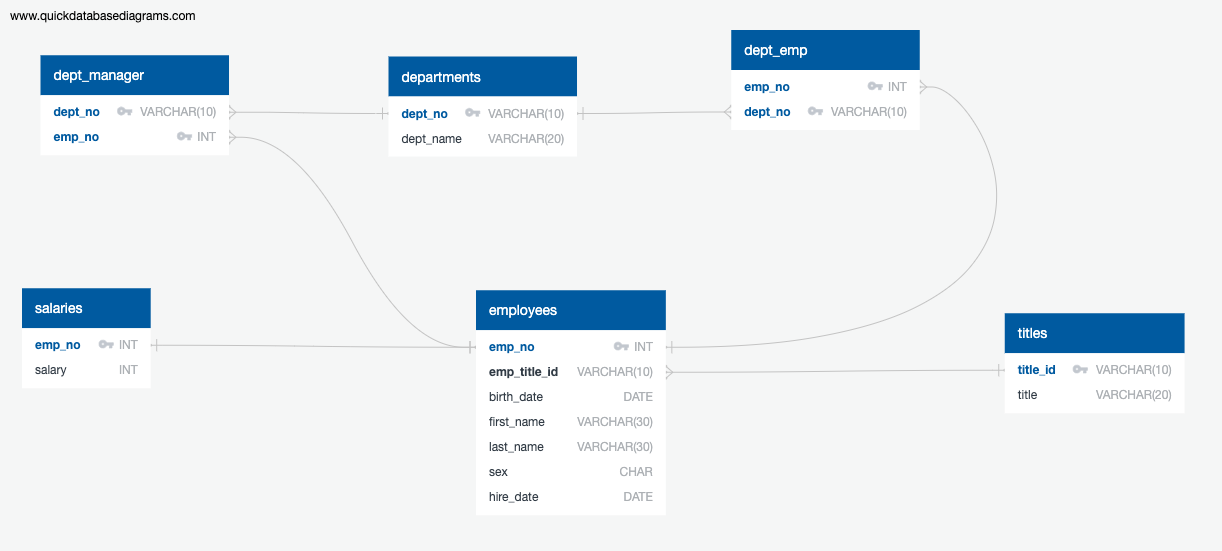 www.quickdatabasediagrams.com
dept_manager
dept_no VARCHAR(10)
emp_no INT
departments
dept_no VARCHAR(10)
dept_name VARCHAR(20)
dept_emp
emp_no INT
dept_no VARCHAR(10)
salaries
emp_no INT
salary INT
employees
emp_no INT
emp_title_id VARCHAR(10)
birth_date DATE
first_name VARCHAR(30)
last_name VARCHAR(30)
sex CHAR
hire_date DATE
titles
title_id VARCHAR(10)
title VARCHAR(20)